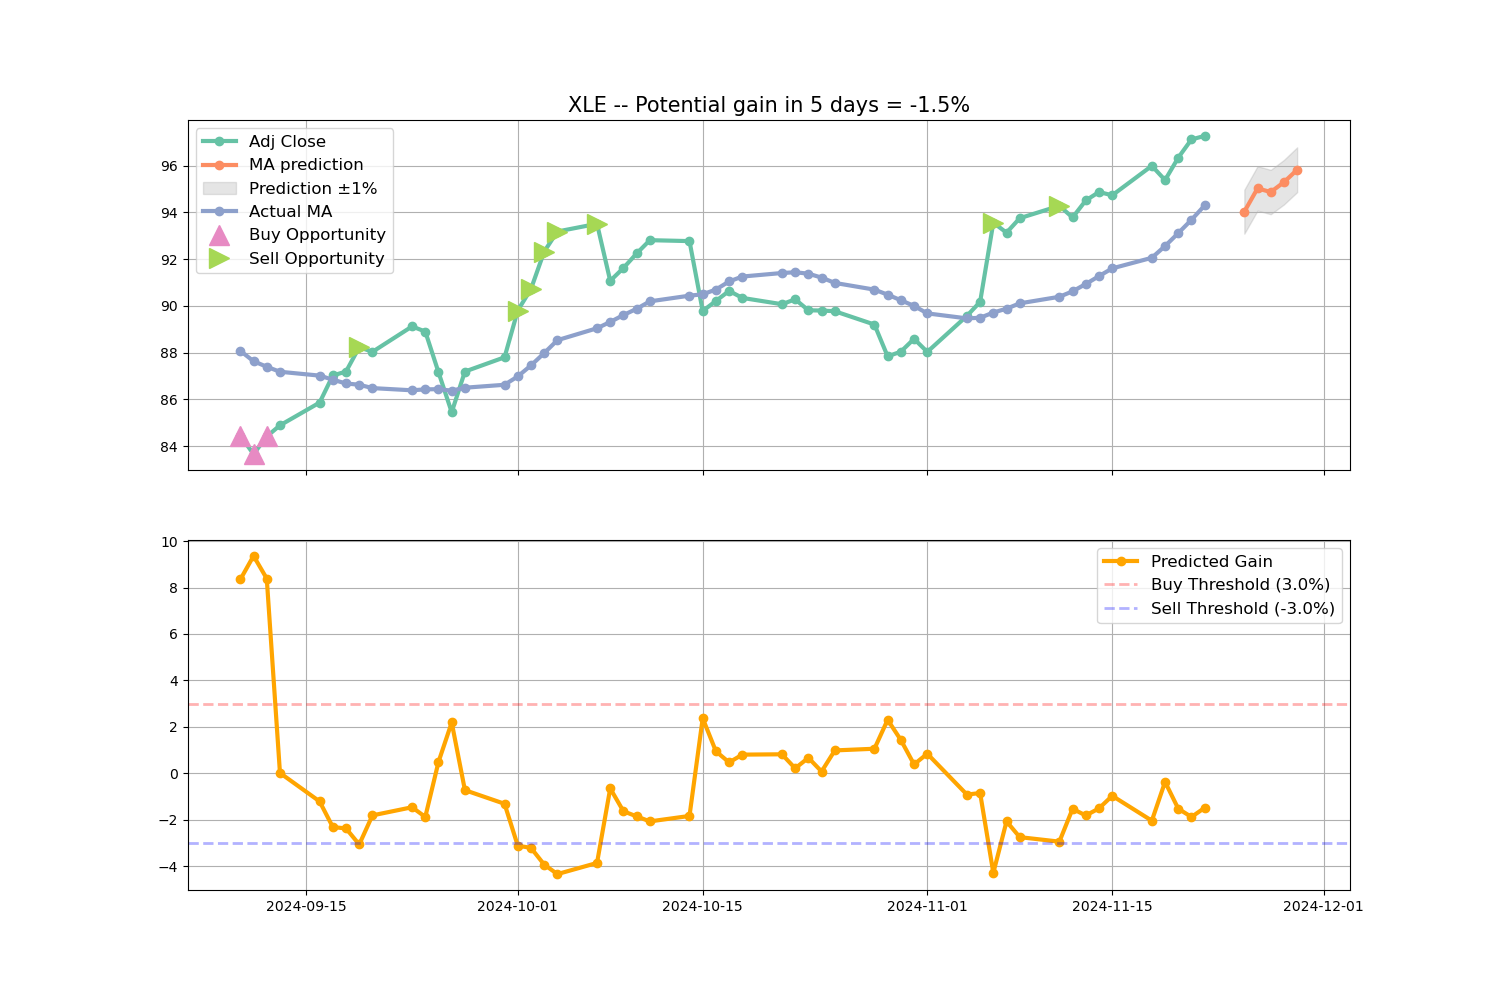 XLE -- Potential gain in 5 days = -1.5%
Adj Close
MA prediction
Prediction ±1%
Actual MA
Buy Opportunity
Sell Opportunity
96
94
92
90
88
86
84
10
8
6
4
2
0
−2
−4
Predicted Gain
Buy Threshold (3.0%)
Sell Threshold (-3.0%)
2024-09-15
2024-10-01
2024-10-15
2024-11-01
2024-11-15
2024-12-01